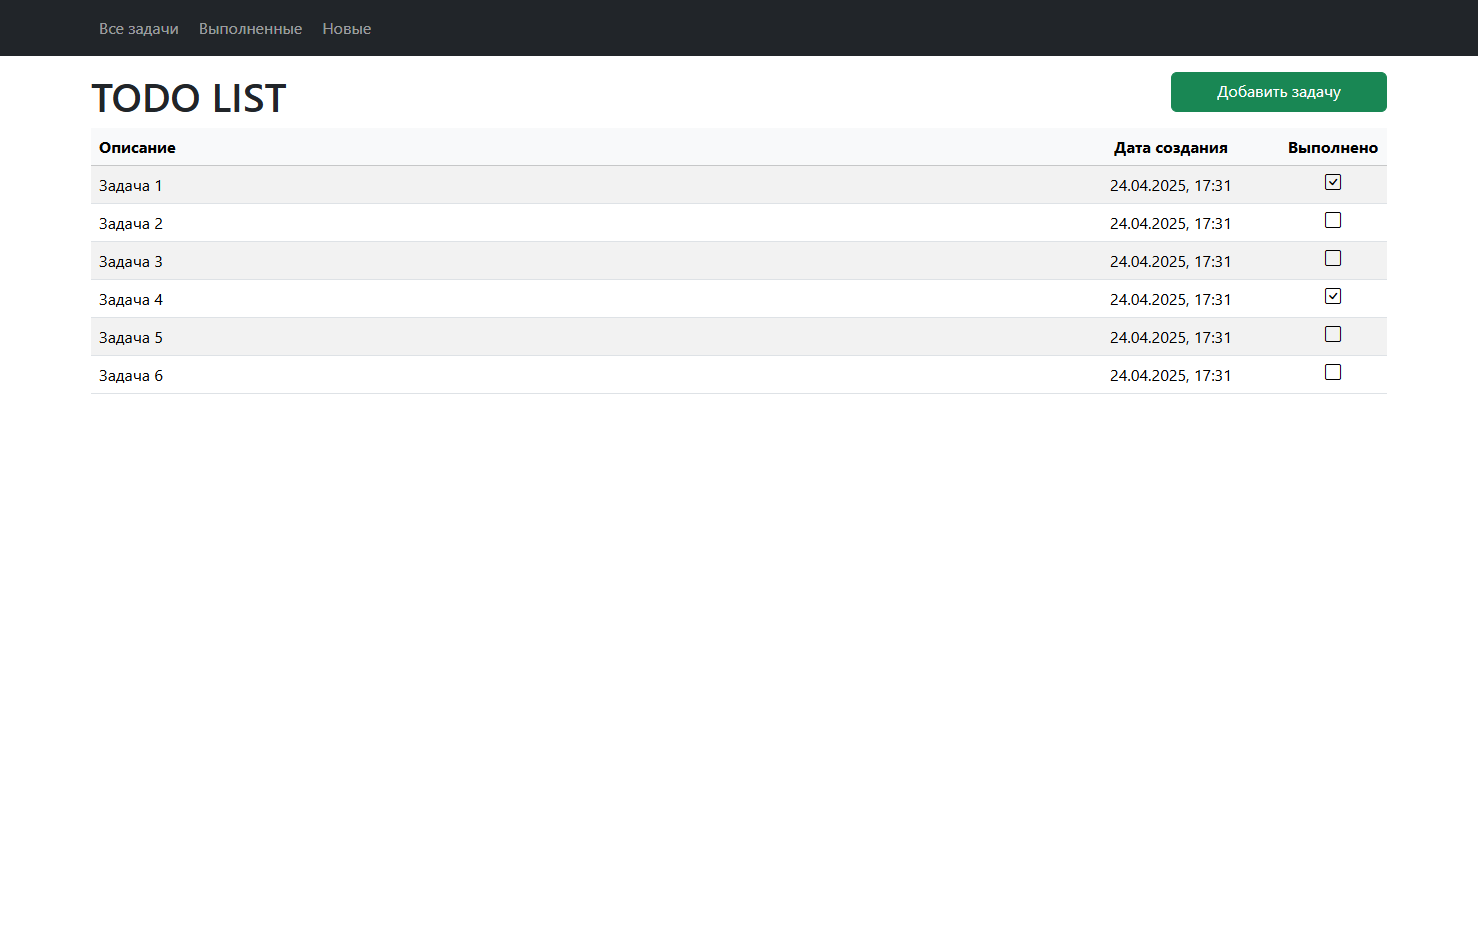 Все задачи Выполненные Новые
TODO LIST Добавить задачу
Описание Дата создания Выполнено
Задача 1 24.04.2025, 17:31
Задача 2 24.04.2025, 17:31
Задача 3 24.04.2025, 17:31
Задача 4 24.04.2025, 17:31
Задача 5 24.04.2025, 17:31
Задача 6 24.04.2025, 17:31